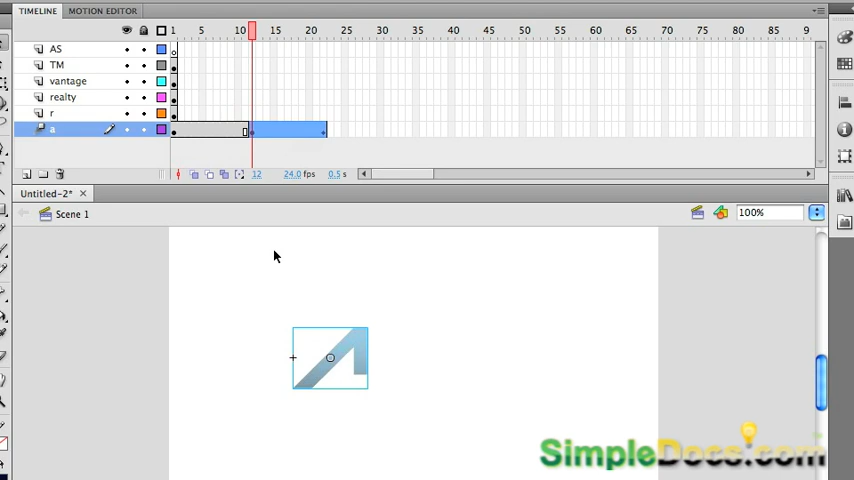 TIMELINE MOTION EDITOR
1 5 10 15 20 25 30 35 40 45 50 55 60 65 70 75 80 85 9
AS
TM
vantage
realty
r
a
12 24.0 fps 0.5 s
Untitled-2* ×
Scene 1 100%
SimpleDocs.com